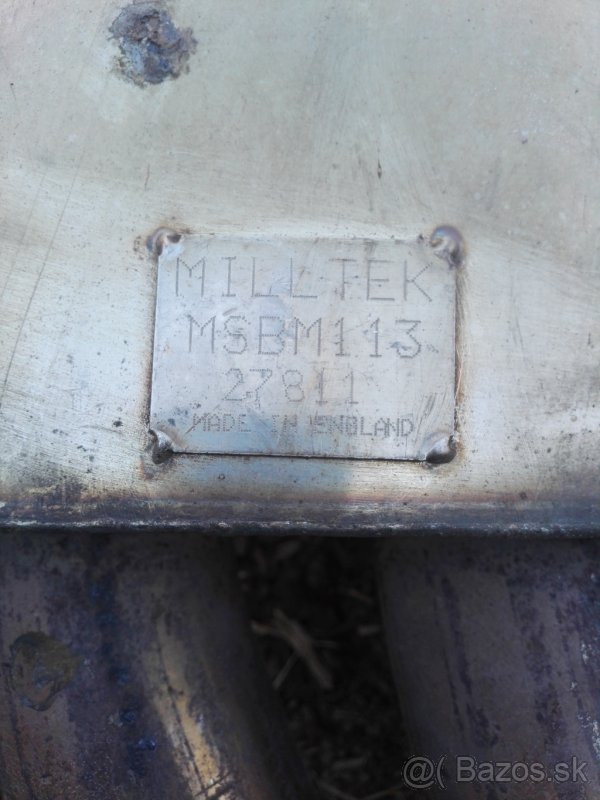 MILLTEK
MSBM113
27811
MADE IN ENGLAND
@( Bazos.sk